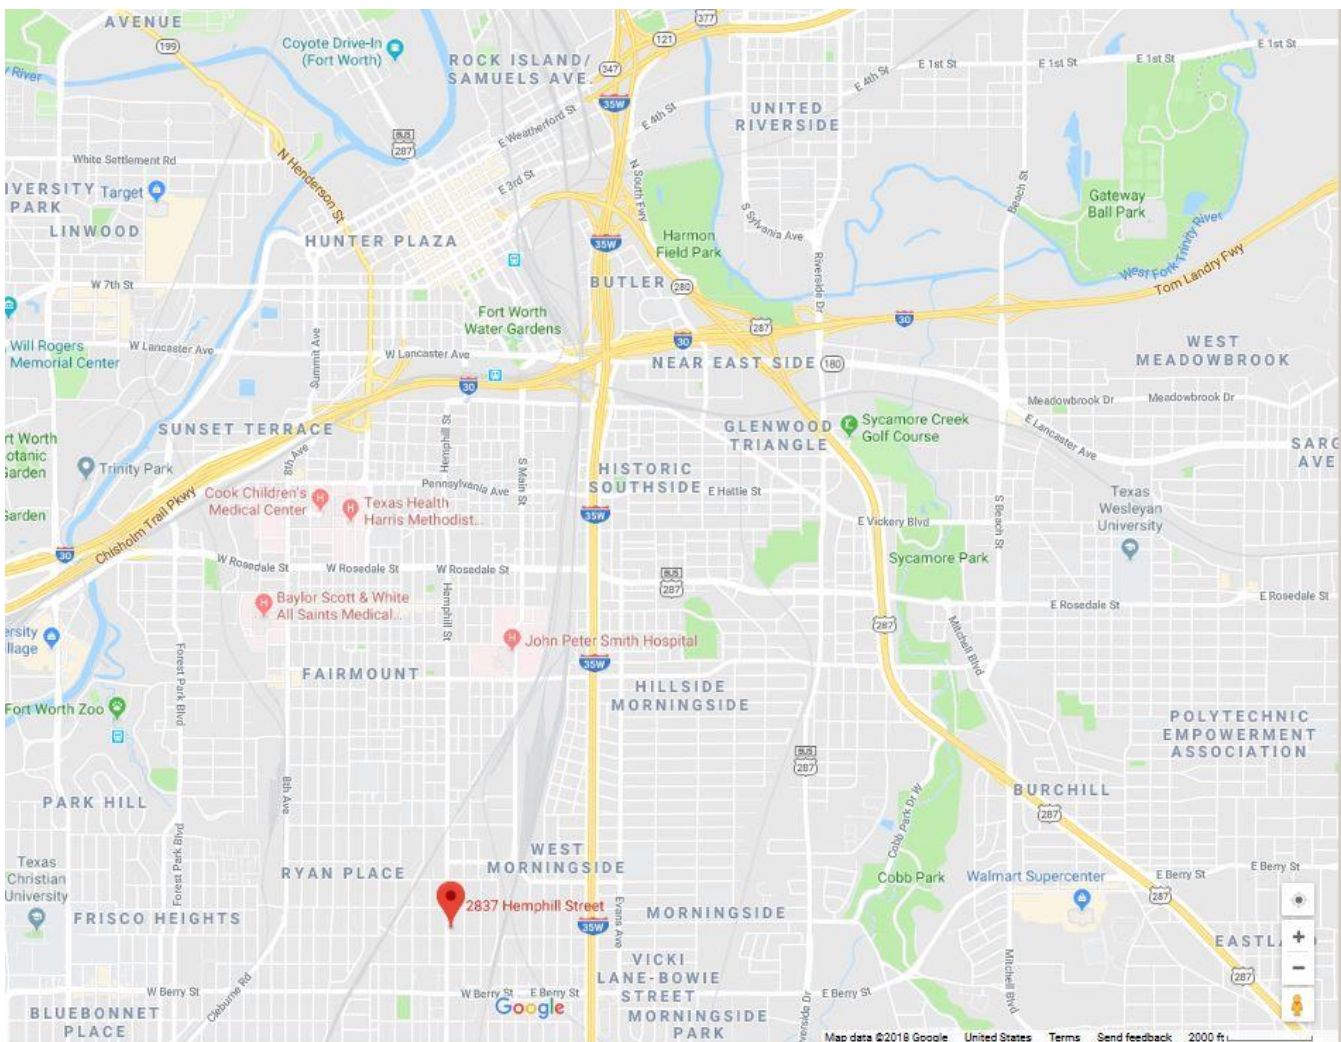 AVENUE
199
Coyote Drive-In
(Fort Worth)
ROCK ISLAND/
SAMUELS AVE.
377
121
347
35W
E 1st St
E 1st St
E 1st St
E 1st St
E 4th St
E 4th St
UNITED
RIVERSIDE
y River
BUS
287
E Weatherford St
E 3rd St
White Settlement Rd
N Henderson St
N South Fwy
IVERSITY
PARK
Target
LINWOOD
Beach St
Gateway
Ball Park
S Sylvania Ave
Harmon
Field Park
HUNTER PLAZA
35W
West Fork Trinity River
Tom Landry Fwy
Riverside Dr
W 7th St
BUTLER
280
Fort Worth
Water Gardens
287
30
30
Will Rogers
Memorial Center
W Lancaster Ave
W Lancaster Ave
Summit Ave
30
NEAR EAST SIDE
180
WEST
MEADOWBROOK
Meadowbrook Dr
Meadowbrook Dr
E Lancaster Ave
SUNSET TERRACE
Hemphill St
GLENWOOD
TRIANGLE
Sycamore Creek
Golf Course
SARG
AVE
rt Worth
otanic
Garden
Trinity Park
8th Ave
S Main St
HISTORIC
SOUTHSIDE
Pennsylvania Ave
E Hattie St
Cook Children's
Medical Center
Texas Health
Harris Methodist...
Garden
Chisholm Trail Pkwy
35W
E Vickery Blvd
S Beach St
Texas
Wesleyan
University
30
W Rosedale St
W Rosedale St
W Rosedale St
Sycamore Park
BUS
287
Baylor Scott & White
All Saints Medical...
Hemphill St
E Rosedale St
E Rosedale St
287
Mitchell Blvd
ersity
llage
John Peter Smith Hospital
Forest Park Blvd
FAIRMOUNT
35W
HILLSIDE
MORNINGSIDE
Fort Worth Zoo
POLYTECHNIC
EMPOWERMENT
ASSOCIATION
BUS
287
8th Ave
PARK HILL
BURCHILL
287
Cobb Park Dr W
Forest Park Blvd
WEST
MORNINGSIDE
Texas
Christian
University
RYAN PLACE
E Berry St
E Berry St
Cobb Park
Walmart Supercenter
287
2837 Hemphill Street
Evans Ave
MORNINGSIDE
FRISCO HEIGHTS
35W
EASTL
VICKI
LANE-BOWIE
STREET
MORNINGSIDE
PARK
Mitchell Blvd
287
W Berry St
Cleburne Rd
W Berry St
E Berry St
E Berry St
BLUEBONNET
PLACE
Google
verside Dr
Map data ©2018 Google
United States
Terms
Send feedback
2000 ft